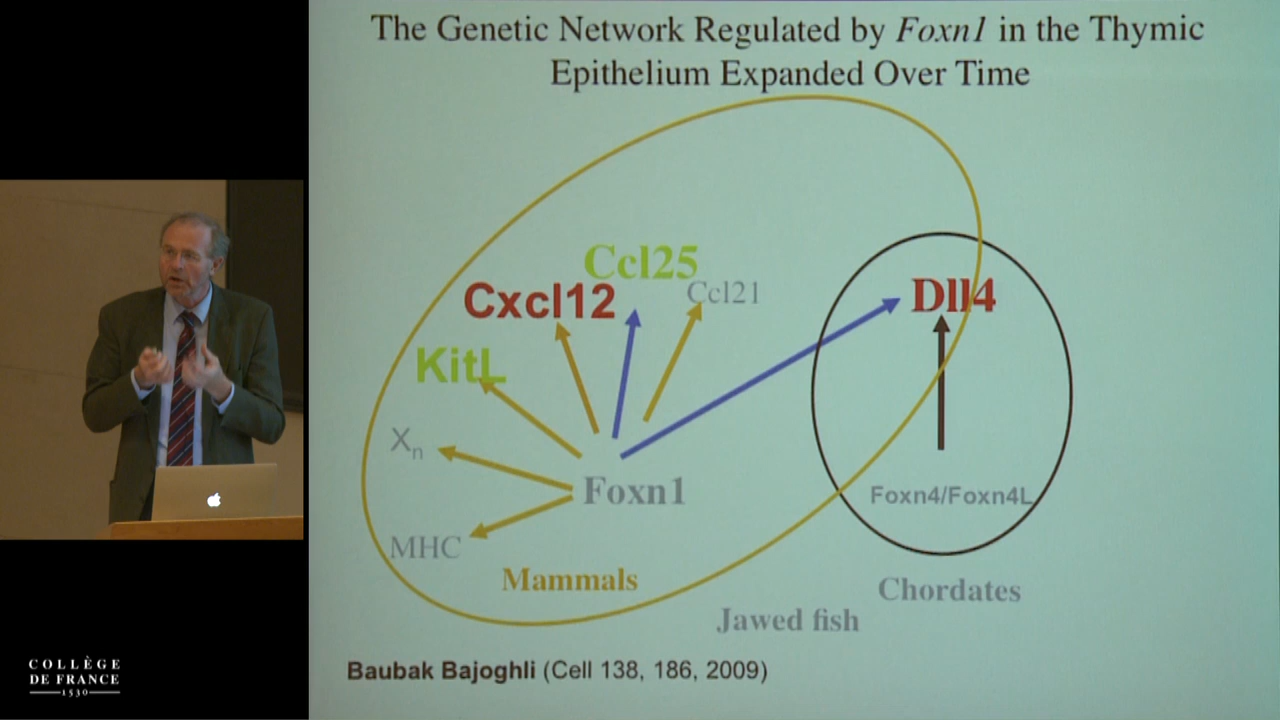 The Genetic Network Regulated by Foxn1 in the Thymic
Epithelium Expanded Over Time
Ccl25
Cxcl12
Ccl21
Dll4
KitL
Xn
Foxn1
Foxn4/Foxn4L
MHC
Mammals
Chordates
Jawed fish
Baubak Bajoghli (Cell 138, 186, 2009)
COLLÈGE
DE FRANCE
1530